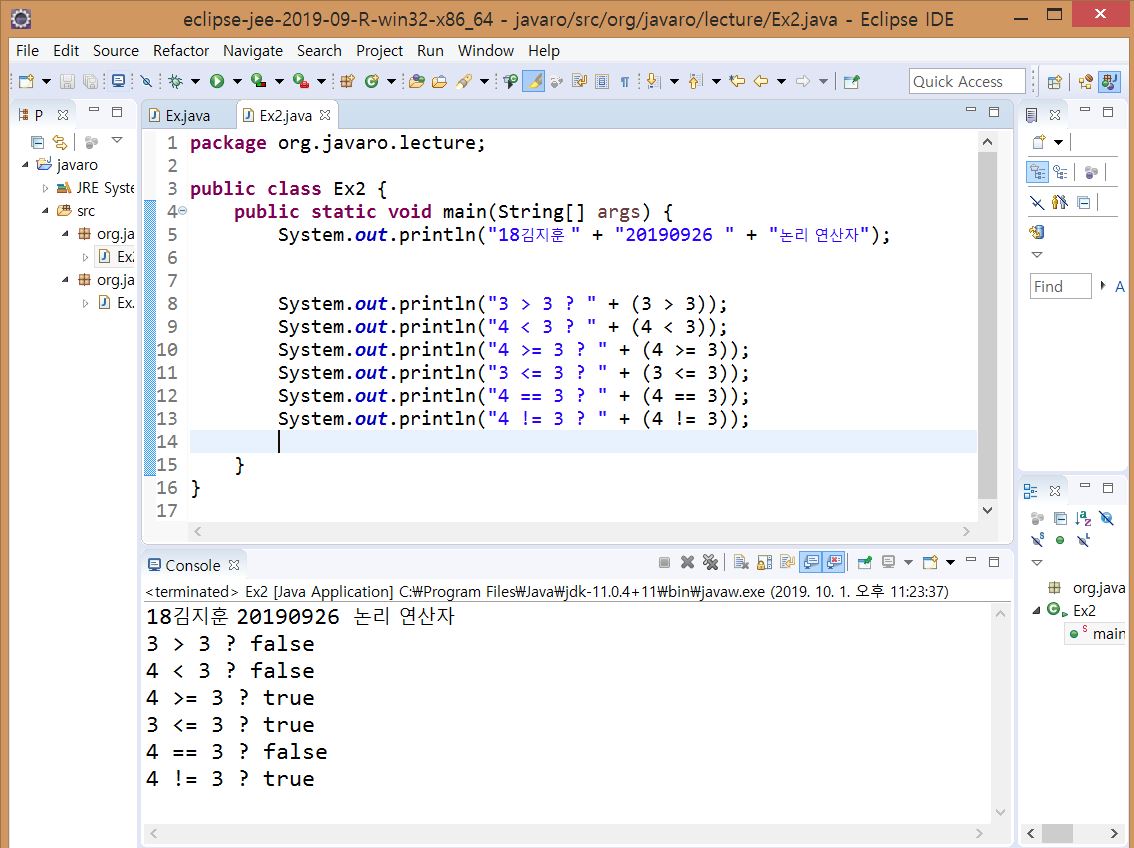 eclipse-jee-2019-09-R-win32-x86_64 - javaro/src/org/javaro/lecture/Ex2.java - Eclipse IDE
File Edit Source Refactor Navigate Search Project Run Window Help
Quick Access
P
javaro
JRE Syste
src
org.ja
Ex2
org.ja
Ex.
Ex.java Ex2.java
1 package org.javaro.lecture;
2
3 public class Ex2 {
4 public static void main(String[] args) {
5 System.out.println("18김지훈 " + "20190926 " + "논리 연산자");
6
7
8 System.out.println("3 > 3 ? " + (3 > 3));
9 System.out.println("4 < 3 ? " + (4 < 3));
10 System.out.println("4 >= 3 ? " + (4 >= 3));
11 System.out.println("3 <= 3 ? " + (3 <= 3));
12 System.out.println("4 == 3 ? " + (4 == 3));
13 System.out.println("4 != 3 ? " + (4 != 3));
14
15 }
16 }
17
Find A
org.java
Ex2
main
Console
<terminated> Ex2 [Java Application] C:₩Program Files₩Java₩jdk-11.0.4+11₩bin₩javaw.exe (2019. 10. 1. 오후 11:23:37)
18김지훈 20190926 논리 연산자
3 > 3 ? false
4 < 3 ? false
4 >= 3 ? true
3 <= 3 ? true
4 == 3 ? false
4 != 3 ? true